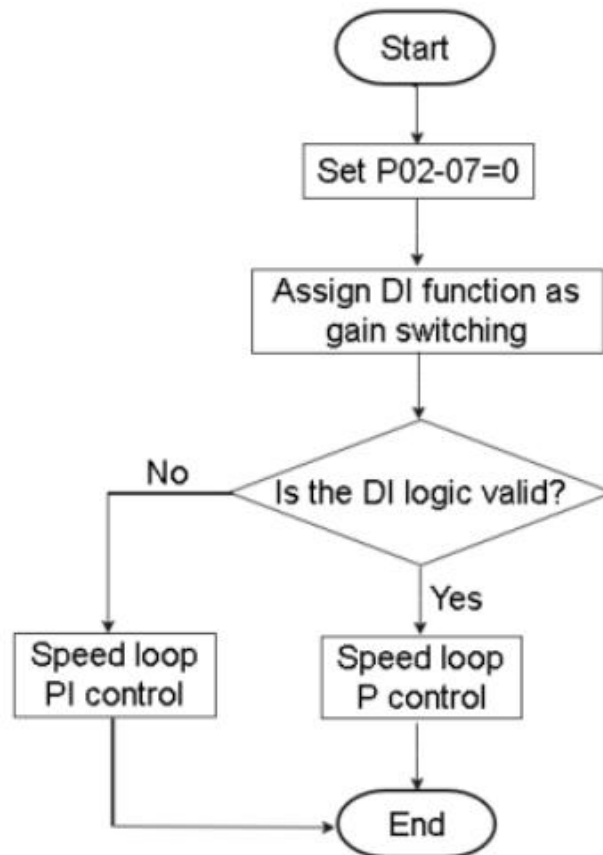 Start
Set P02-07=0
Assign DI function as
gain switching
Is the DI logic valid?
No
Yes
Speed loop
PI control
Speed loop
P control
End